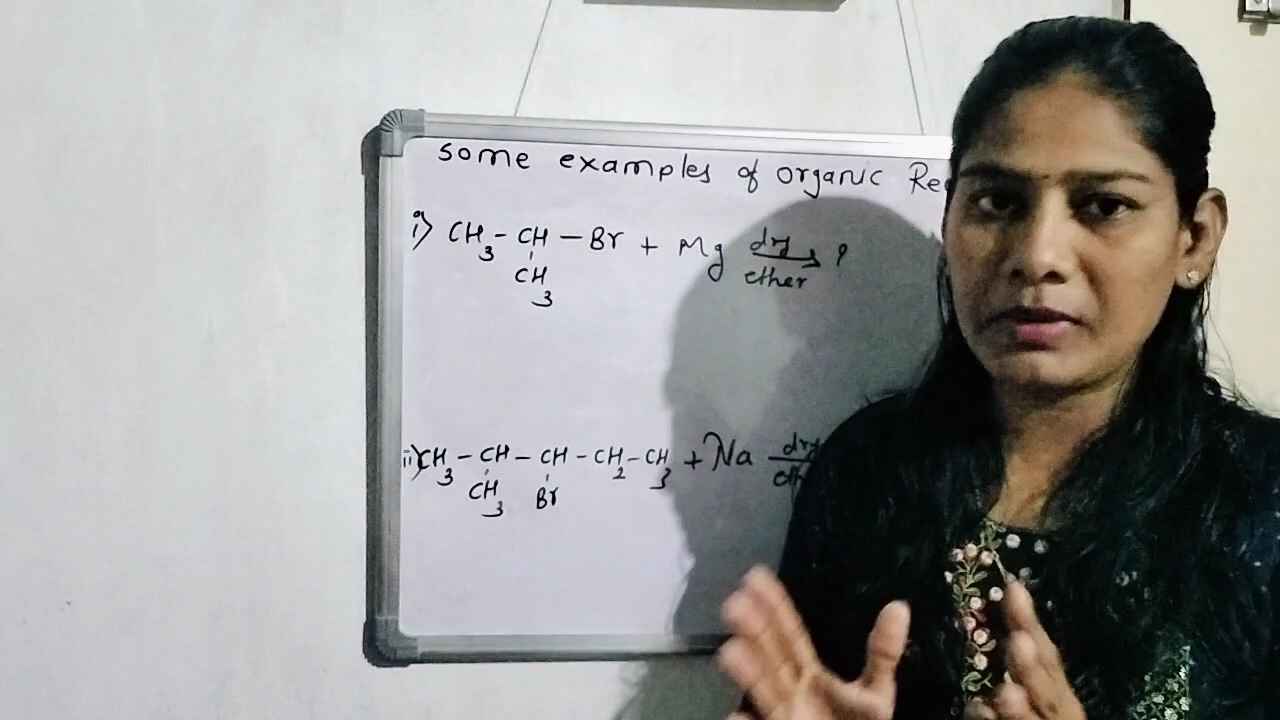 some examples of organic Re
i) CH3 - CH - Br + Mg dry ether → ?
CH3
ii) CH3 - CH - CH - CH2 - CH3 + Na dry
CH3 Br